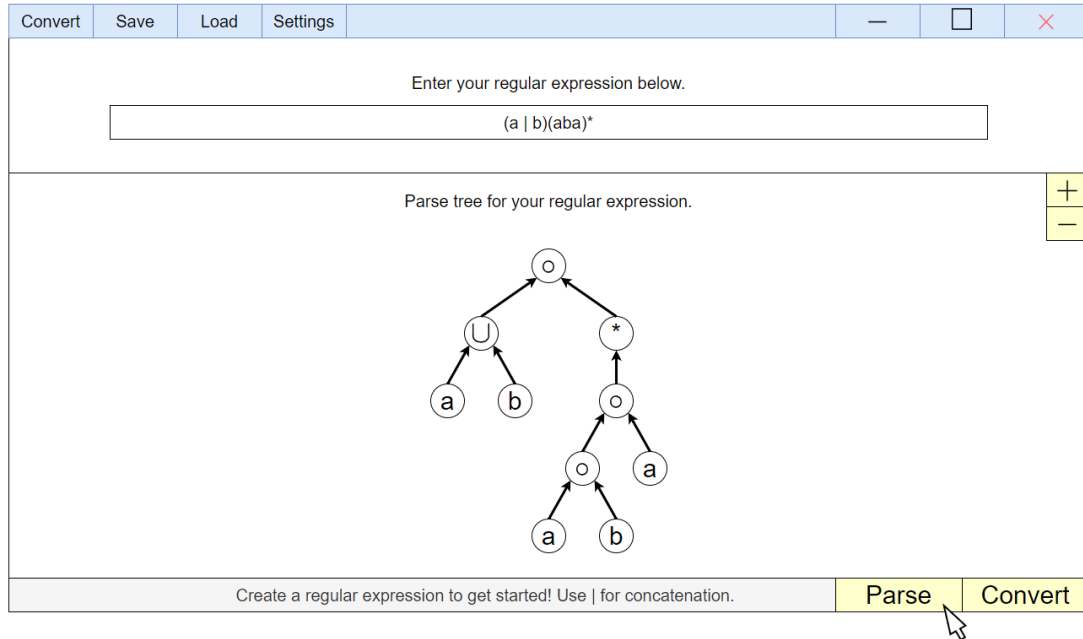 Convert Save Load Settings
Enter your regular expression below.
(a | b)(aba)*
Parse tree for your regular expression.
+
−
o
∪ *
a b o
o a
a b
Create a regular expression to get started! Use | for concatenation.
Parse Convert